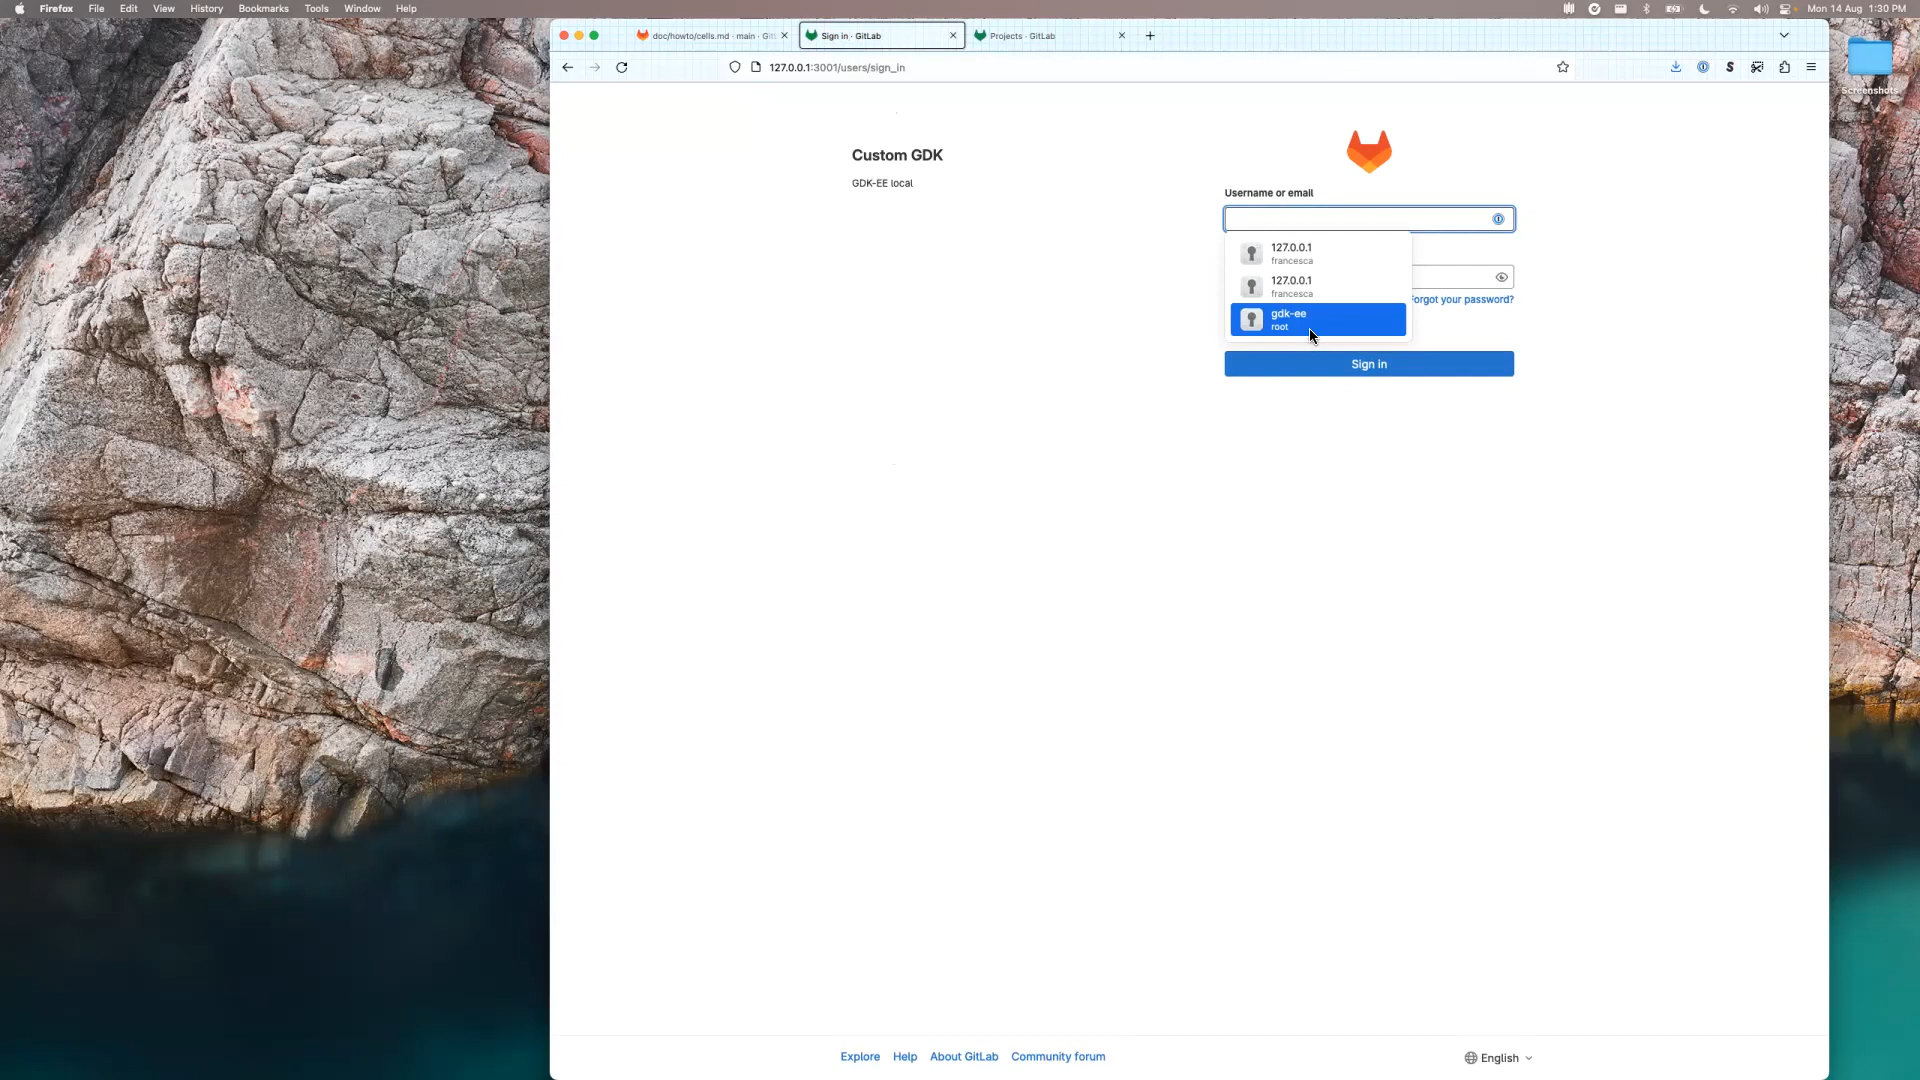 Firefox File Edit View History Bookmarks Tools Window Help Mon 14 Aug 1:30 PM
doc/howto/cells.md · main · Git Sign in · GitLab Projects · GitLab
127.0.0.1:3001/users/sign_in
Screenshots
Custom GDK
GDK-EE local
Username or email
127.0.0.1
francesca
127.0.0.1
francesca
Forgot your password?
gdk-ee
root
Sign in
Explore Help About GitLab Community forum English